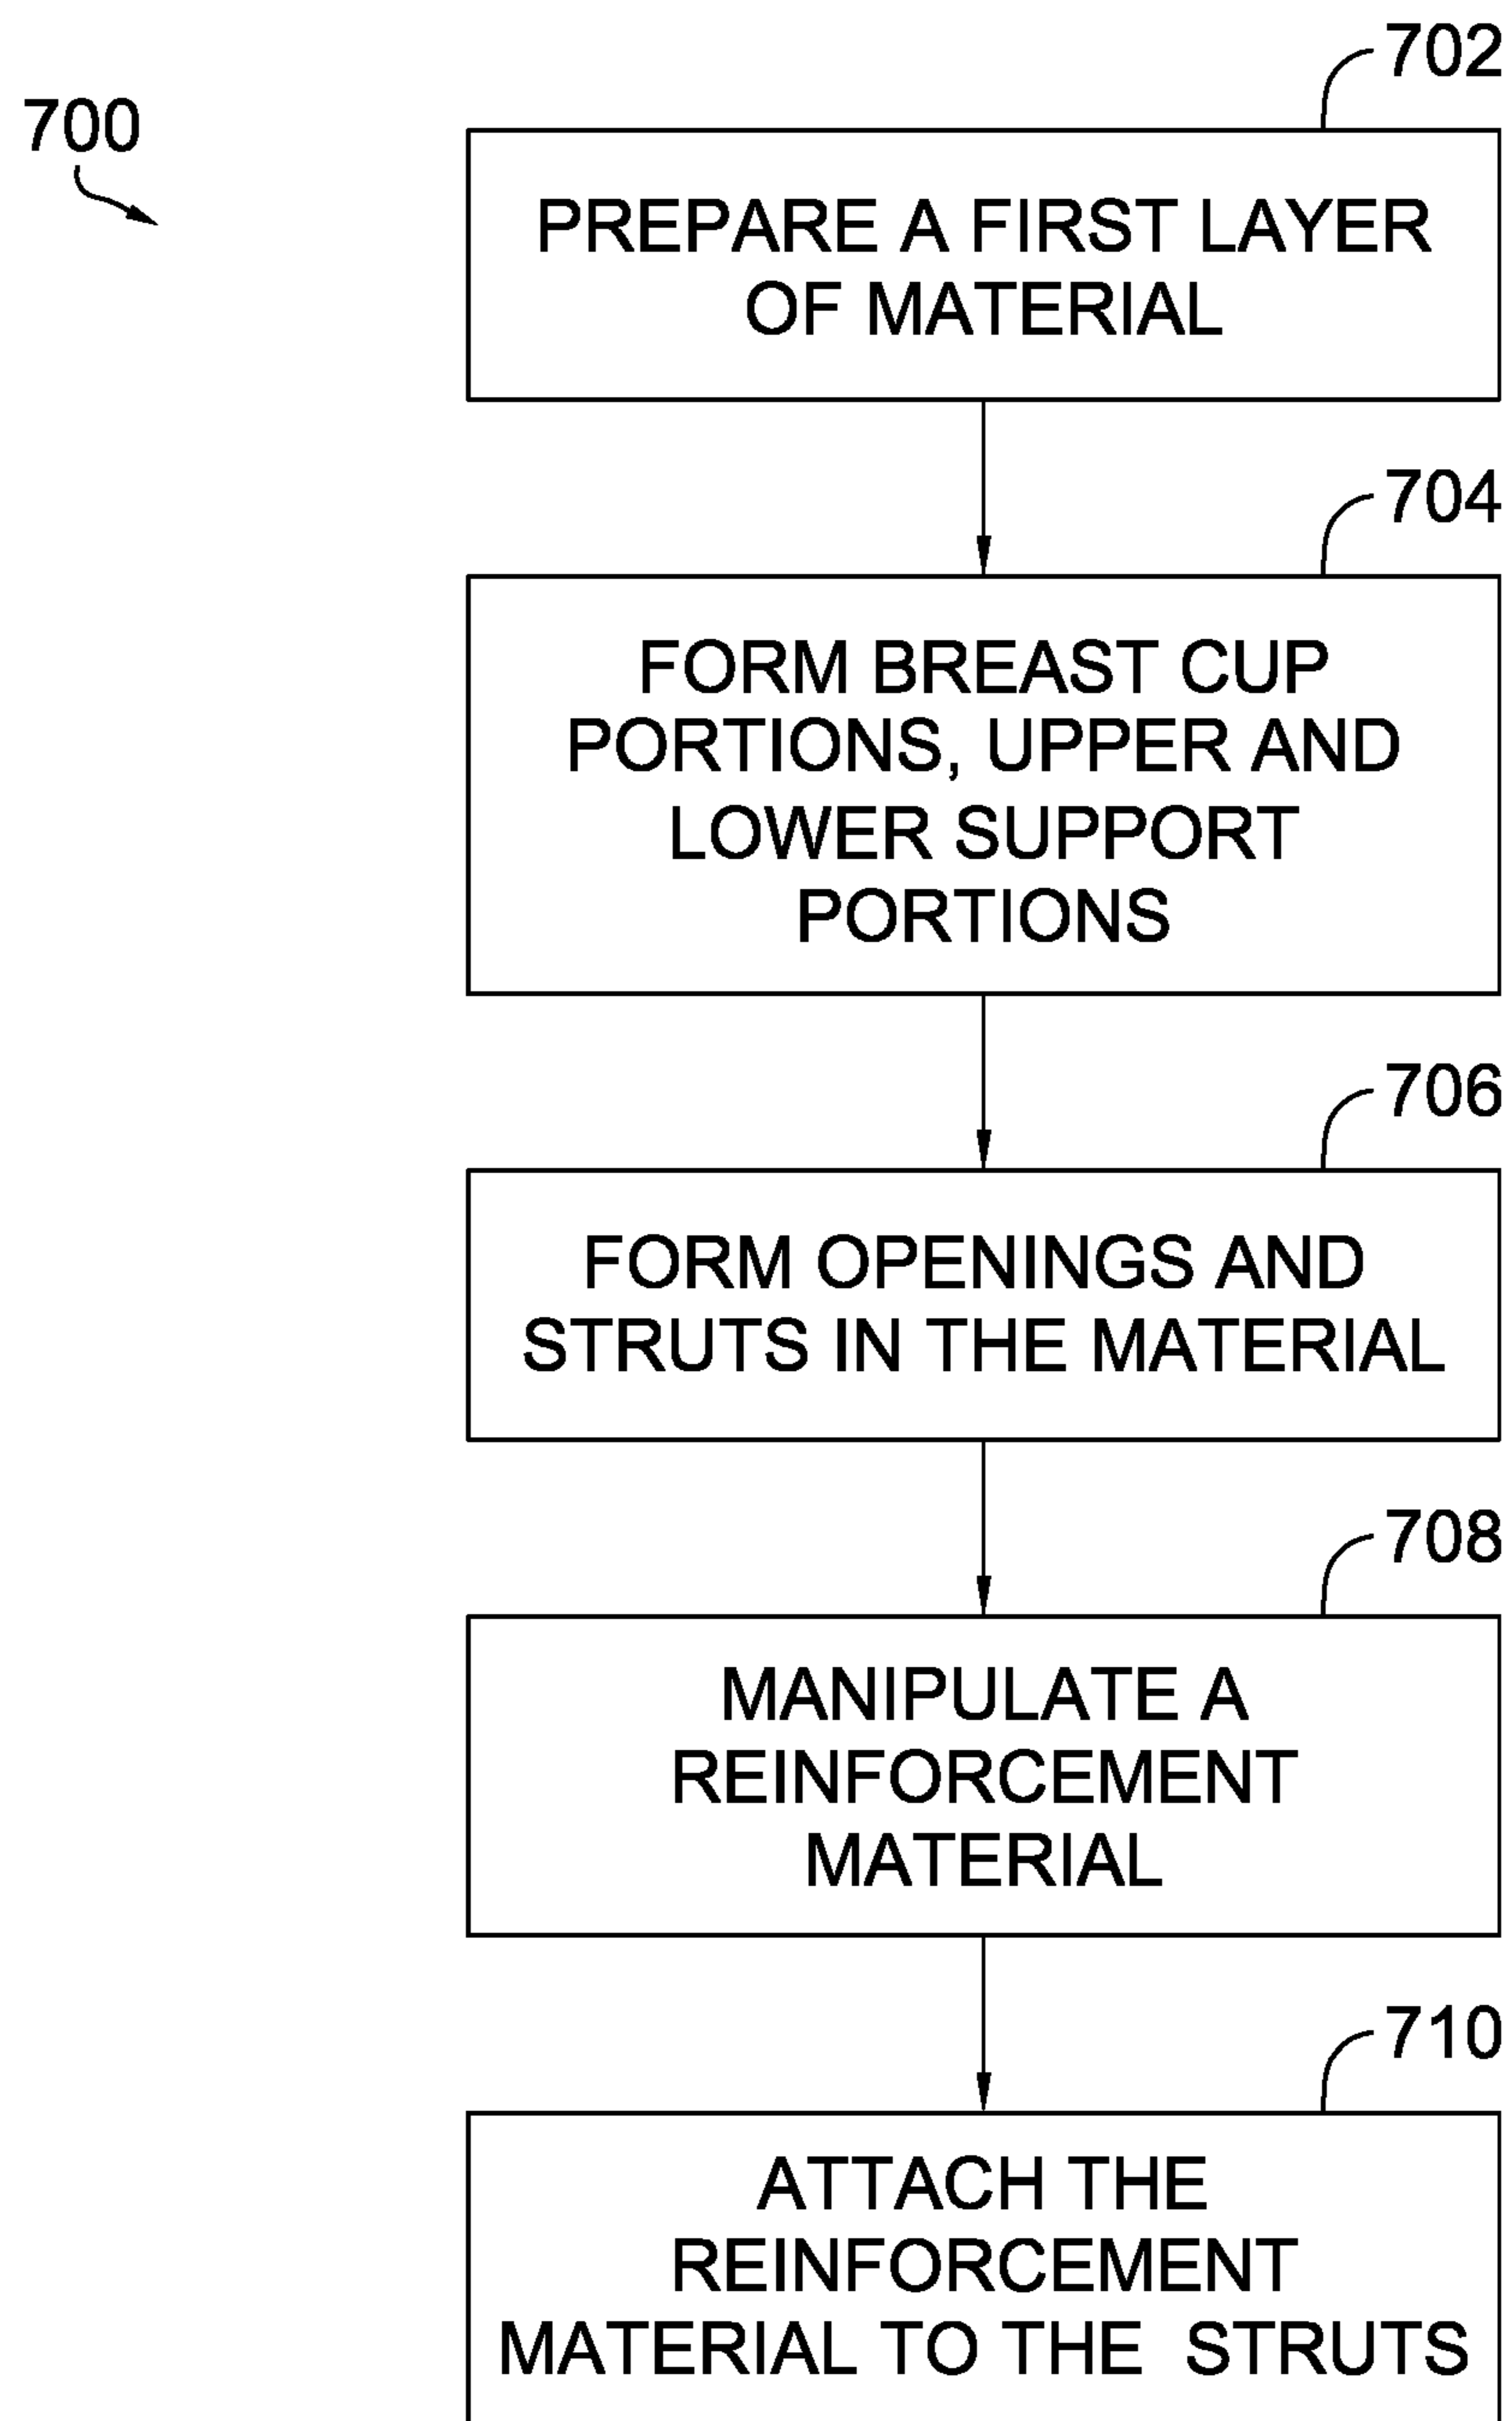 700
702
PREPARE A FIRST LAYER
OF MATERIAL
704
FORM BREAST CUP
PORTIONS, UPPER AND
LOWER SUPPORT
PORTIONS
706
FORM OPENINGS AND
STRUTS IN THE MATERIAL
708
MANIPULATE A
REINFORCEMENT
MATERIAL
710
ATTACH THE
REINFORCEMENT
MATERIAL TO THE STRUTS